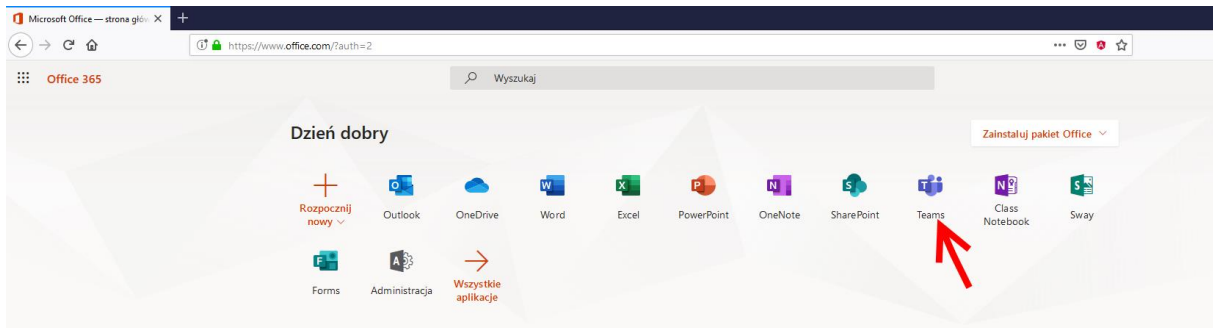 Microsoft Office — strona głów
https://www.office.com/?auth=2
Office 365
Wyszukaj
Dzień dobry
Zainstaluj pakiet Office
Rozpocznij
nowy
Outlook
OneDrive
Word
Excel
PowerPoint
OneNote
SharePoint
Teams
Class
Notebook
Sway
Forms
Administracja
Wszystkie
aplikacje